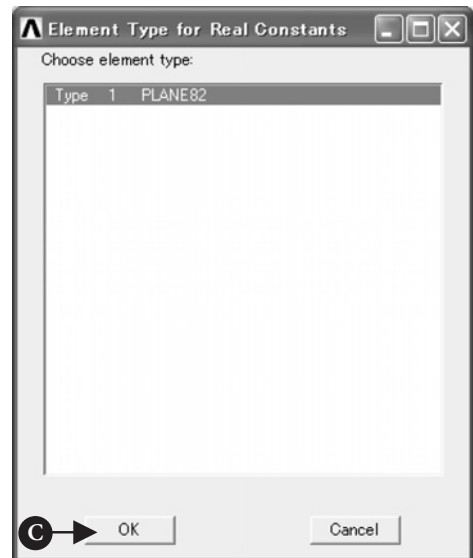 Element Type for Real Constants
Choose element type:
Type 1 PLANE82
C
OK Cancel